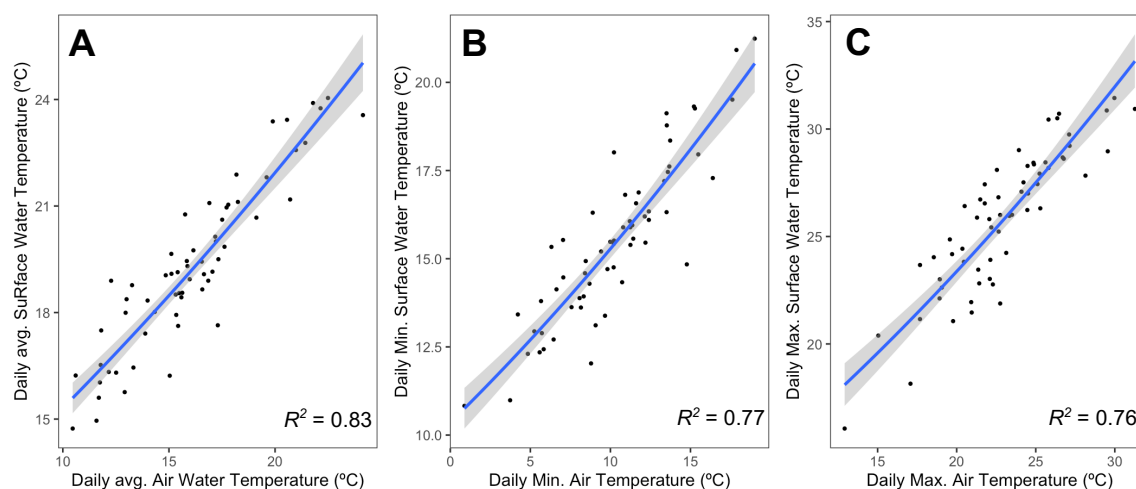 A
Daily avg. SuRface Water Temperature (ºC)
24
21
18
15
10
15
20
R² = 0.83
Daily avg. Air Water Temperature (ºC)
B
Daily Min. Surface Water Temperature (ºC)
20.0
17.5
15.0
12.5
10.0
0
5
10
15
R² = 0.77
Daily Min. Air Temperature (ºC)
C
Daily Max. Surface Water Temperature (ºC)
35
30
25
20
15
20
25
30
R² = 0.76
Daily Max. Air Temperature (ºC)